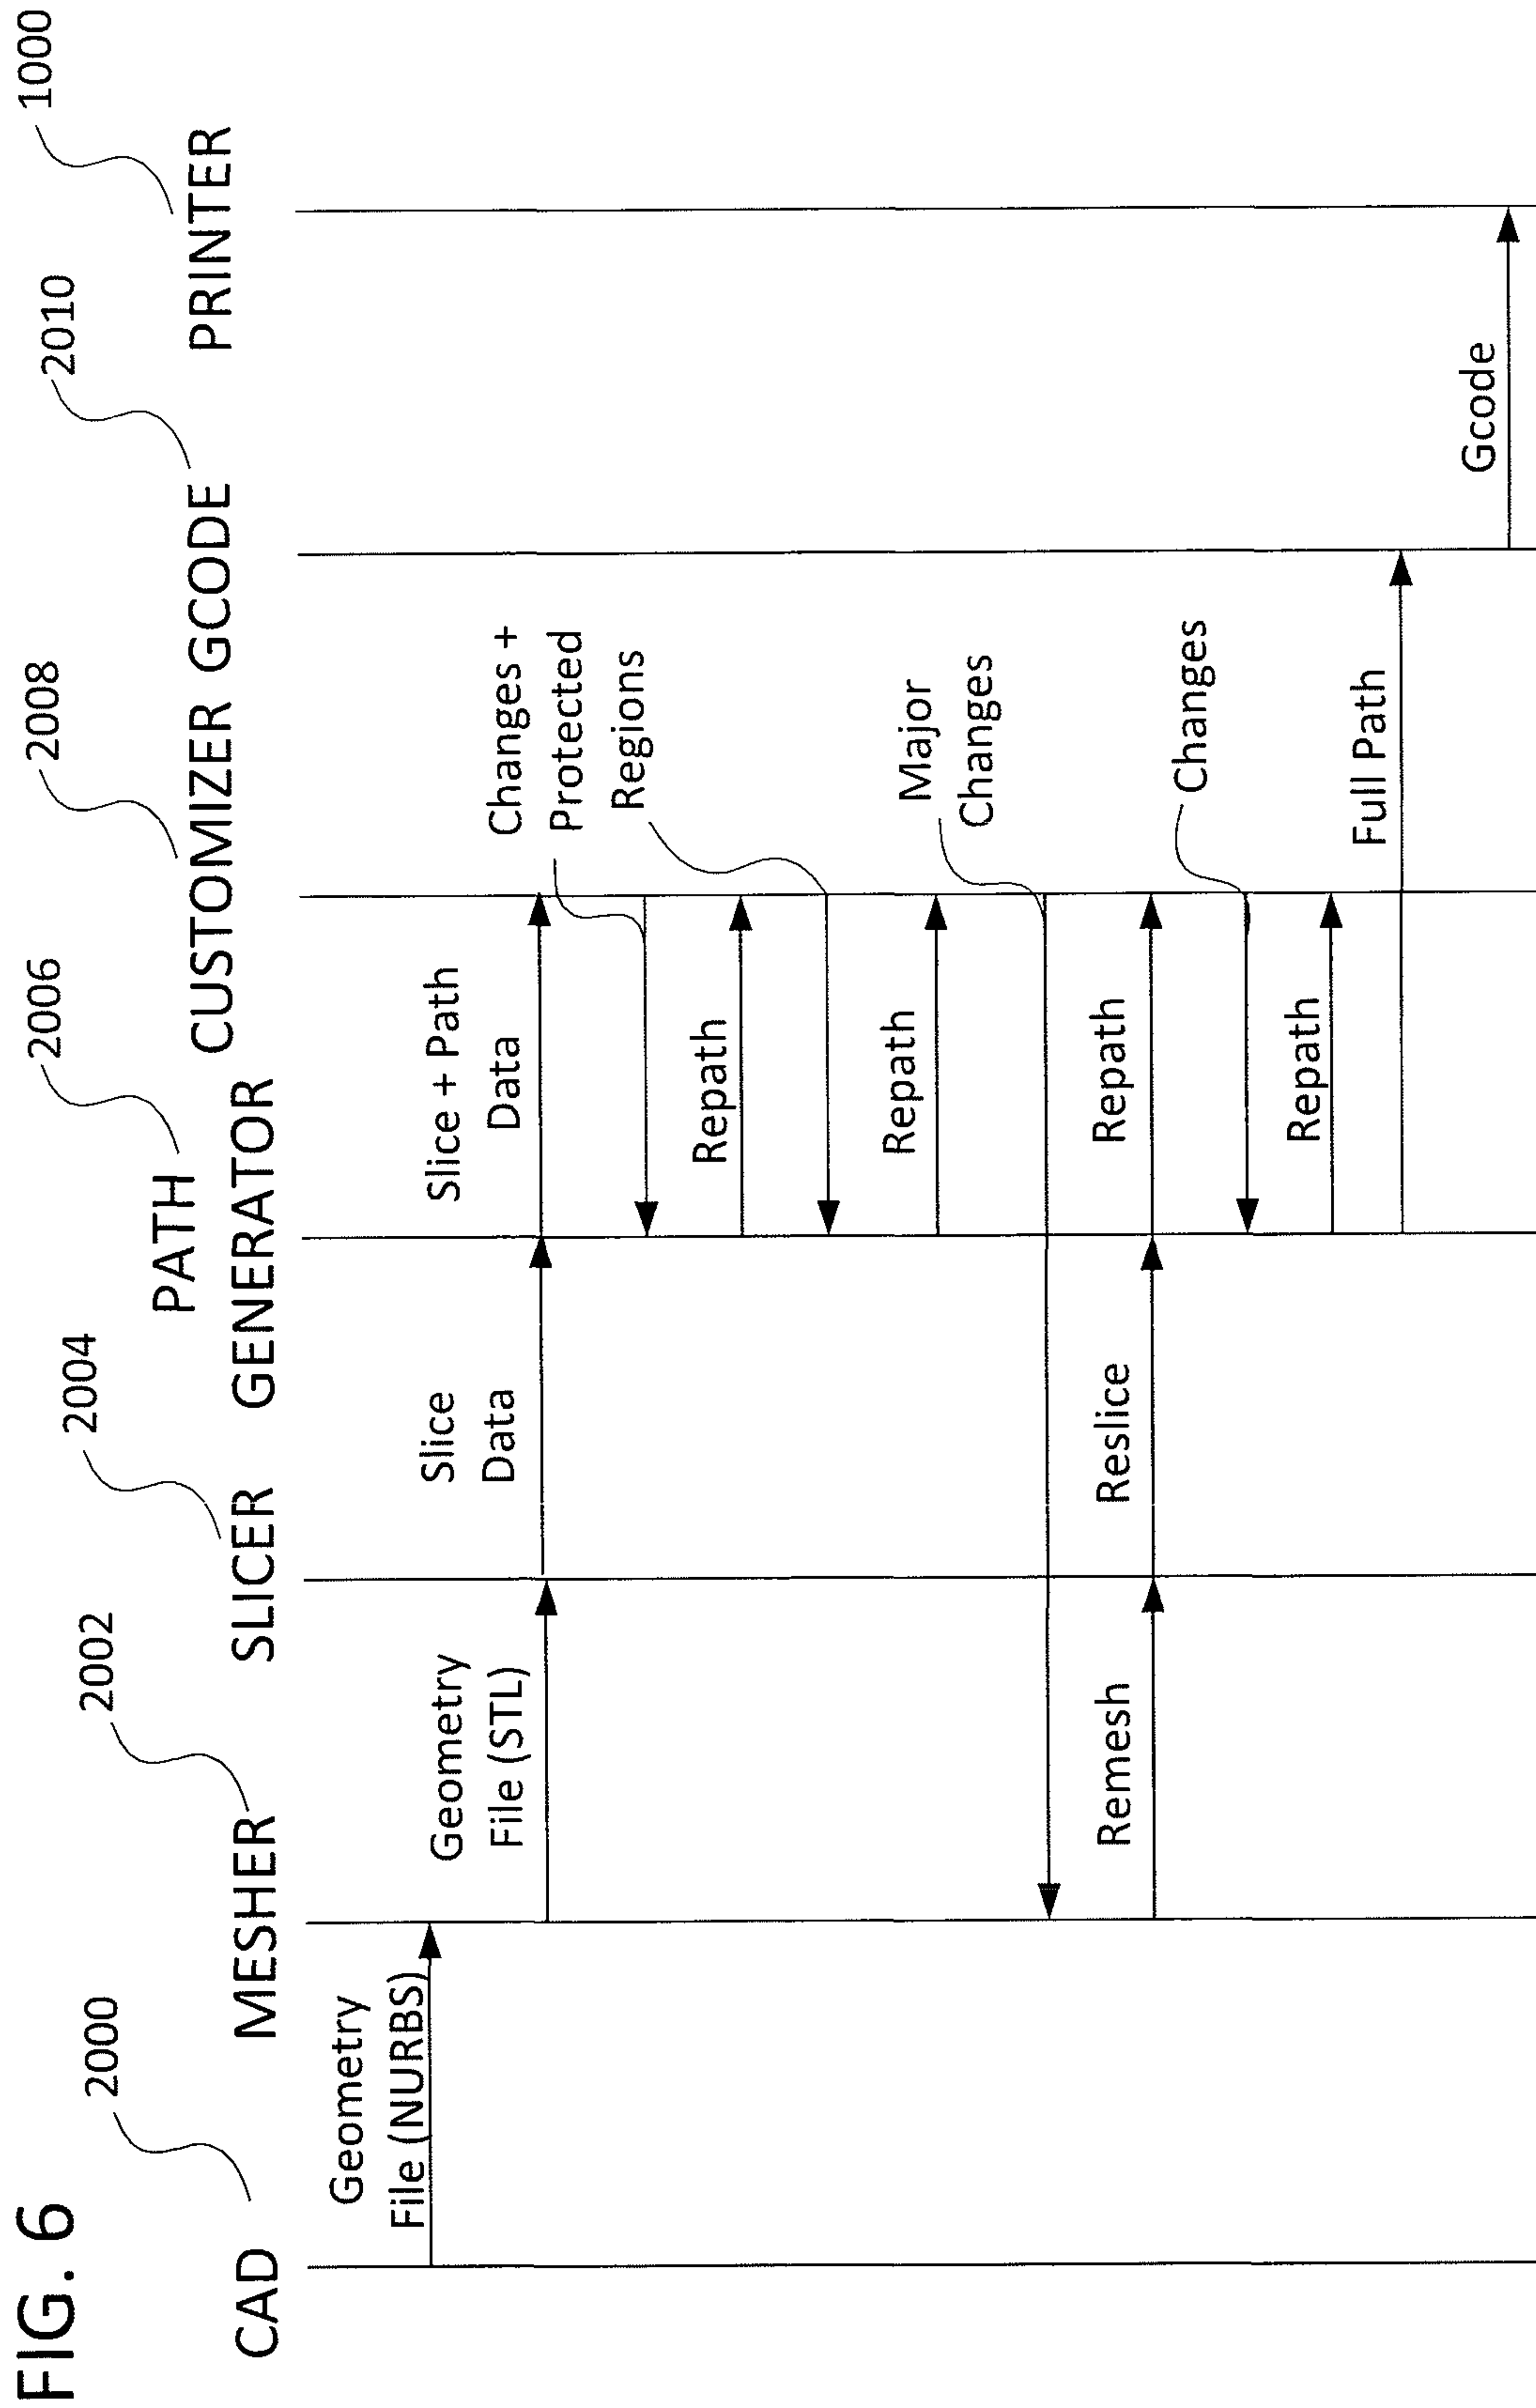 FIG. 6
2000
2002
2004
2006
2008
2010
1000
CAD
MESHER
SLICER
PATH
GENERATOR
CUSTOMIZER
GCODE
PRINTER
Geometry
File (NURBS)
Geometry
File (STL)
Slice
Data
Slice + Path
Data
Changes +
Protected
Regions
Repath
Repath
Major
Changes
Remesh
Reslice
Repath
Changes
Repath
Full Path
Gcode